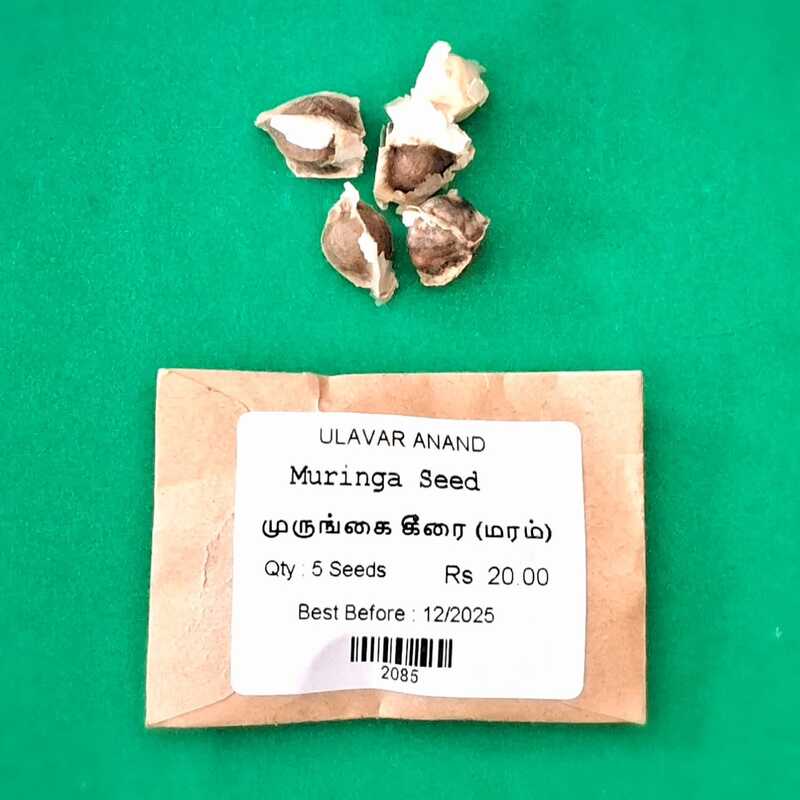 ULAVAR ANAND
Muringa Seed
முருங்கை கீரை (மரம்)
Qty : 5 Seeds Rs 20.00
Best Before : 12/2025
2085